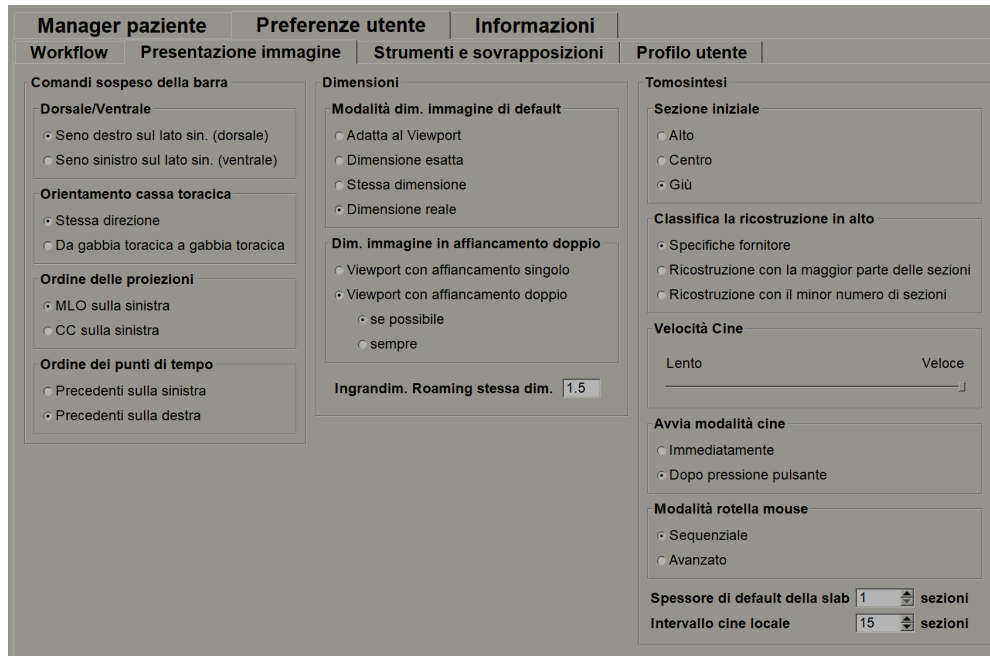 Manager paziente
Preferenze utente
Informazioni
Workflow
Presentazione immagine
Strumenti e sovrapposizioni
Profilo utente
Comandi sospeso della barra
Dorsale/Ventrale
Seno destro sul lato sin. (dorsale)
Seno sinistro sul lato sin. (ventrale)
Orientamento cassa toracica
Stessa direzione
Da gabbia toracica a gabbia toracica
Ordine delle proiezioni
MLO sulla sinistra
CC sulla sinistra
Ordine dei punti di tempo
Precedenti sulla sinistra
Precedenti sulla destra
Dimensioni
Modalità dim. immagine di default
Adatta al Viewport
Dimensione esatta
Stessa dimensione
Dimensione reale
Dim. immagine in affiancamento doppio
Viewport con affiancamento singolo
Viewport con affiancamento doppio
se possibile
sempre
Ingrandim. Roaming stessa dim. 1.5
Tomosintesi
Sezione iniziale
Alto
Centro
Giù
Classifica la ricostruzione in alto
Specifiche fornitore
Ricostruzione con la maggior parte delle sezioni
Ricostruzione con il minor numero di sezioni
Velocità Cine
Lento Veloce
Avvia modalità cine
Immediatamente
Dopo pressione pulsante
Modalità rotella mouse
Sequenziale
Avanzato
Spessore di default della slab 1 sezioni
Intervallo cine locale 15 sezioni